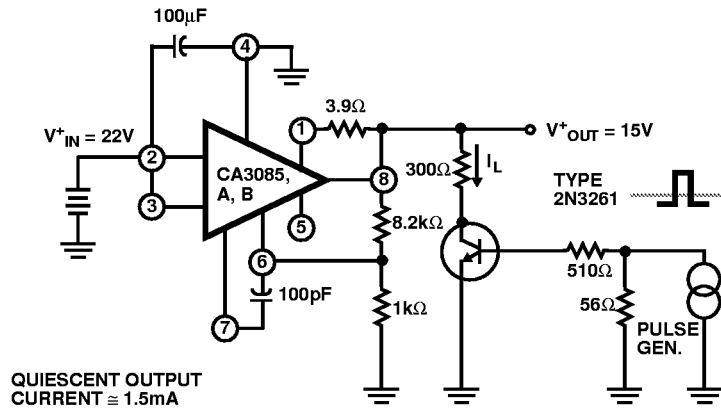 100μF
4
V+IN = 22V
2
3
CA3085,
A, B
1
3.9Ω
8
5
6
7
100pF
8.2kΩ
1kΩ
300Ω
IL
V+OUT = 15V
TYPE
2N3261
510Ω
56Ω
PULSE
GEN.
QUIESCENT OUTPUT
CURRENT ≅ 1.5mA